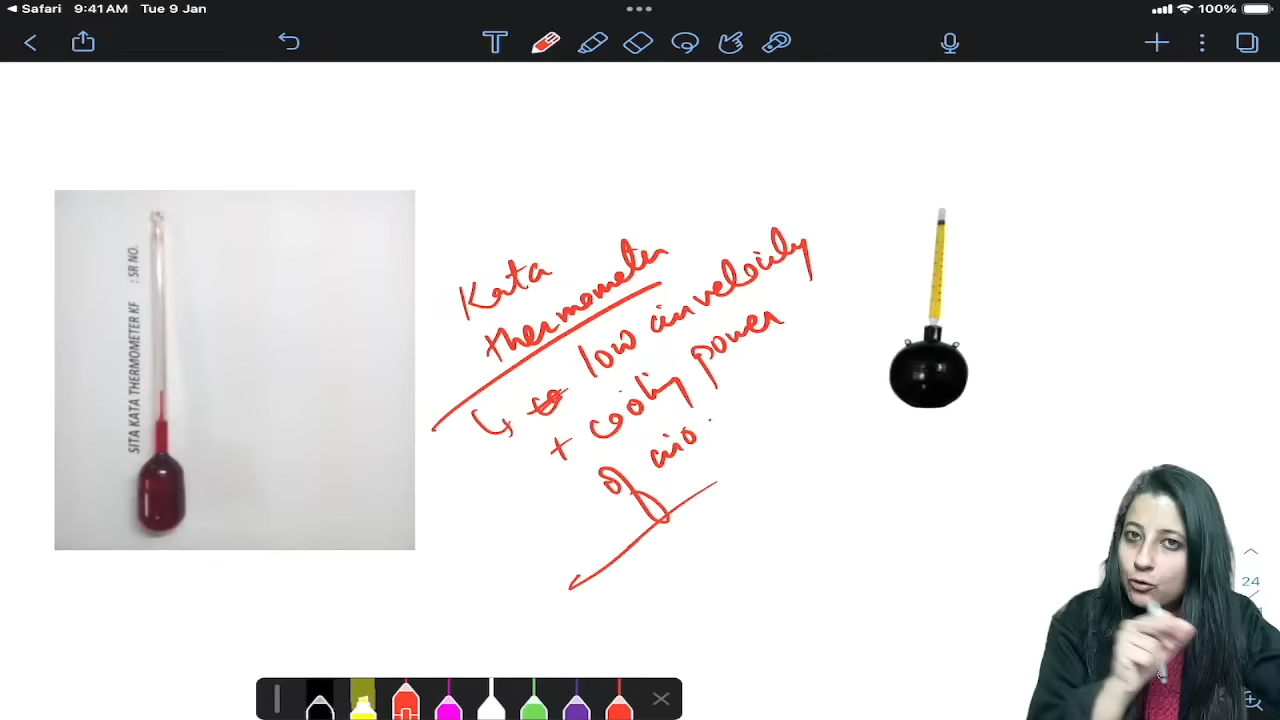 Safari 9:41 AM Tue 9 Jan
100%
T
SITA KATA THERMOMETER KF : SR NO.
Kata
thermometer
low air velocity
+ cooling power
of air.
24